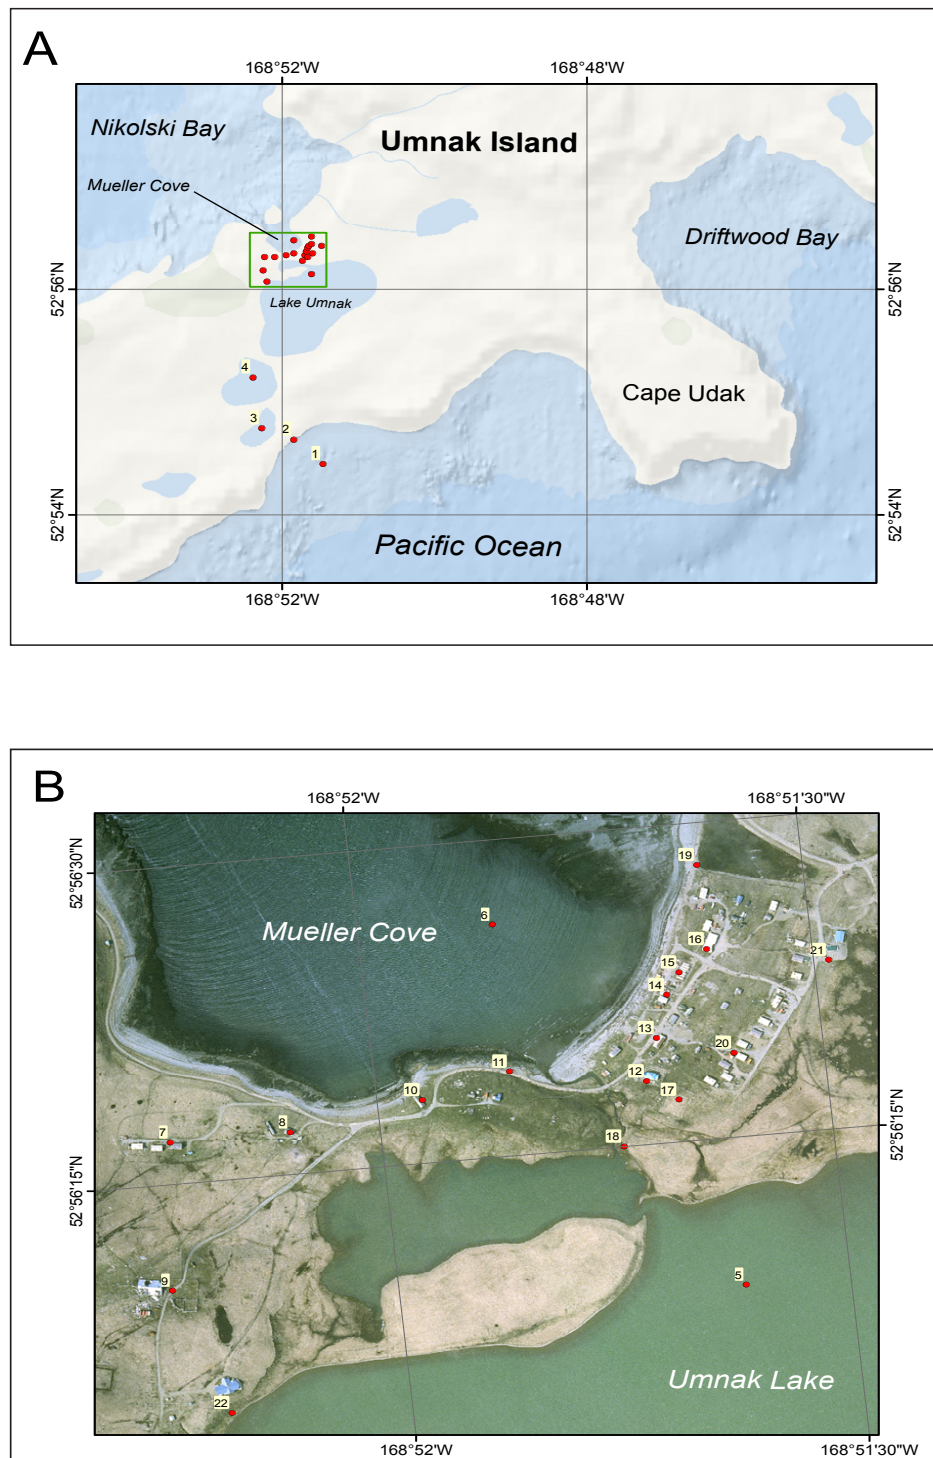 A
168°52'W 168°48'W
Nikolski Bay
Umnak Island
Mueller Cove
Driftwood Bay
52°56'N
52°56'N
Lake Umnak
4
Cape Udak
3
2
1
52°54'N
52°54'N
Pacific Ocean
168°52'W 168°48'W
B
168°52'W 168°51'30"W
52°56'30"N
19
6
Mueller Cove
16
21
15
14
13
20
11
12
10
17
52°56'15"N
8
7
18
52°56'15"N
9
5
Umnak Lake
22
168°52'W 168°51'30"W